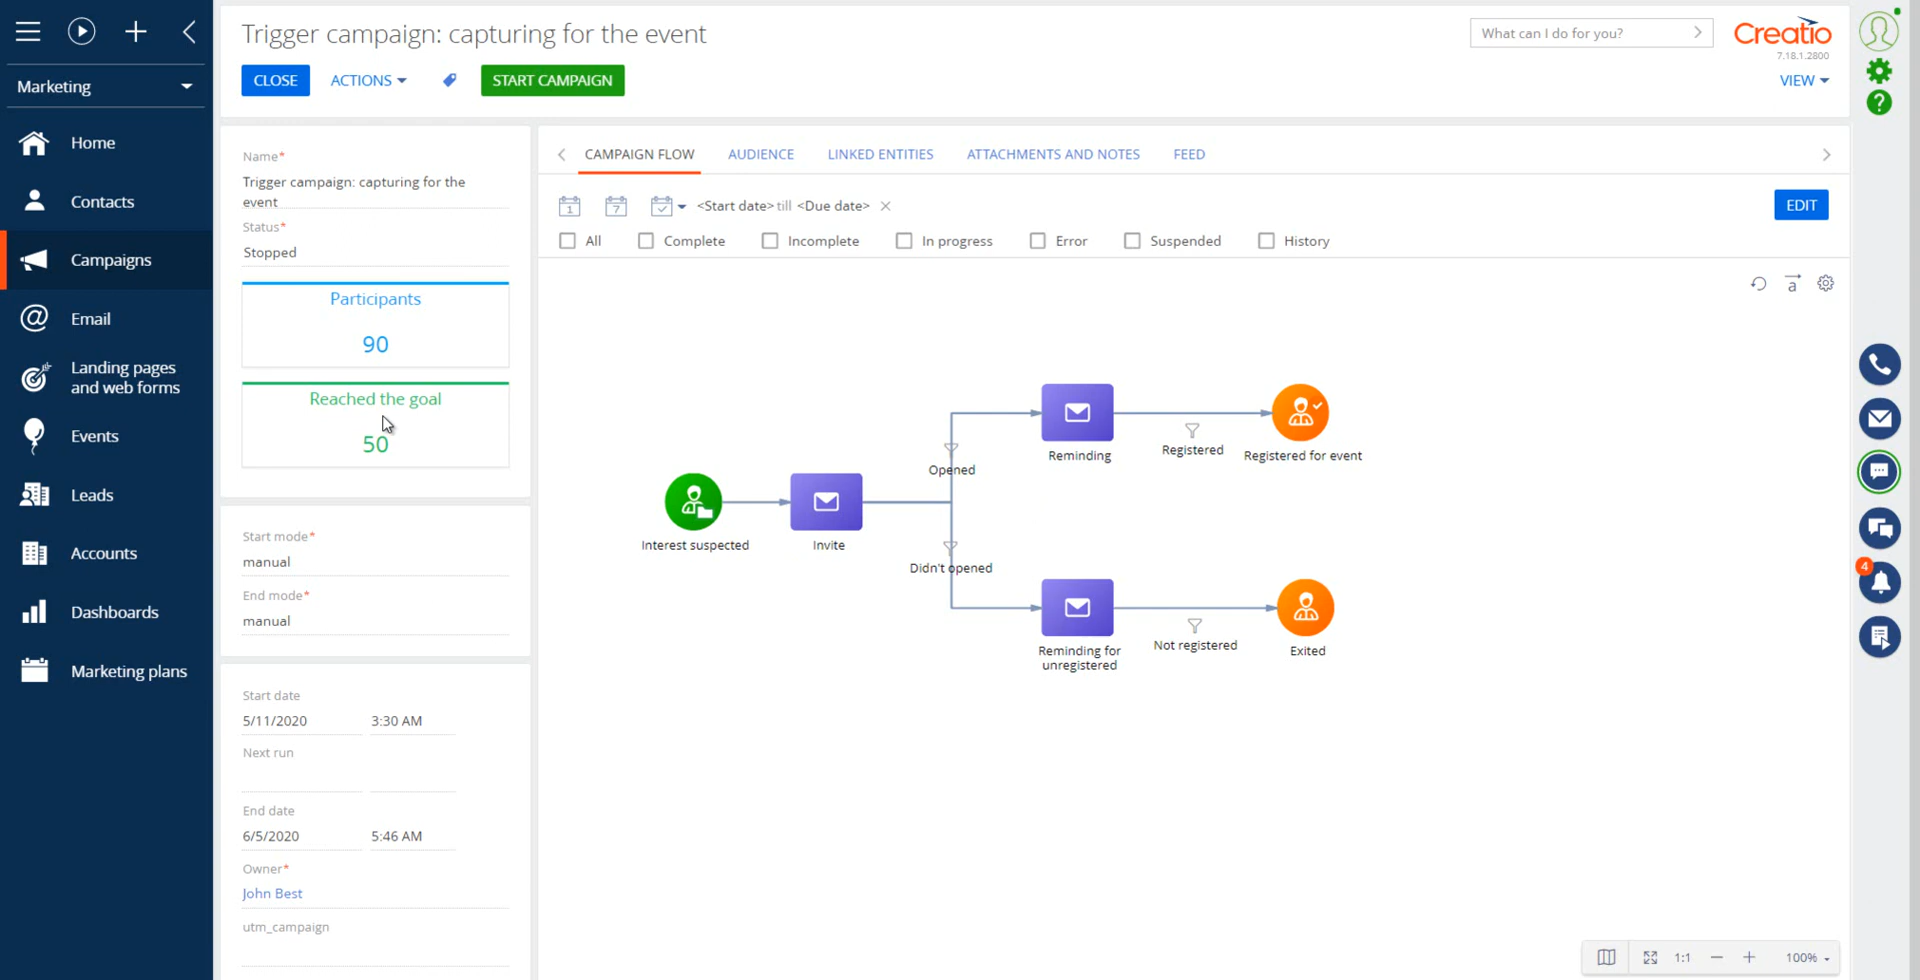 Trigger campaign: capturing for the event
What can I do for you?
Creatio
7.18.1.2800
CLOSE
ACTIONS
START CAMPAIGN
VIEW
Marketing
Home
Contacts
Campaigns
Email
Landing pages
and web forms
Events
Leads
Accounts
Dashboards
Marketing plans
Name*
Trigger campaign: capturing for the
event
Status*
Stopped
Participants
90
Reached the goal
50
Start mode*
manual
End mode*
manual
Start date
5/11/2020 3:30 AM
Next run
End date
6/5/2020 5:46 AM
Owner*
John Best
utm_campaign
CAMPAIGN FLOW AUDIENCE LINKED ENTITIES ATTACHMENTS AND NOTES FEED
1 7 <Start date> till <Due date>
EDIT
All Complete Incomplete In progress Error Suspended History
a
Interest suspected
Invite
Opened
Didn't opened
Reminding
Registered
Registered for event
Reminding for
unregistered
Not registered
Exited
4
1:1 100%